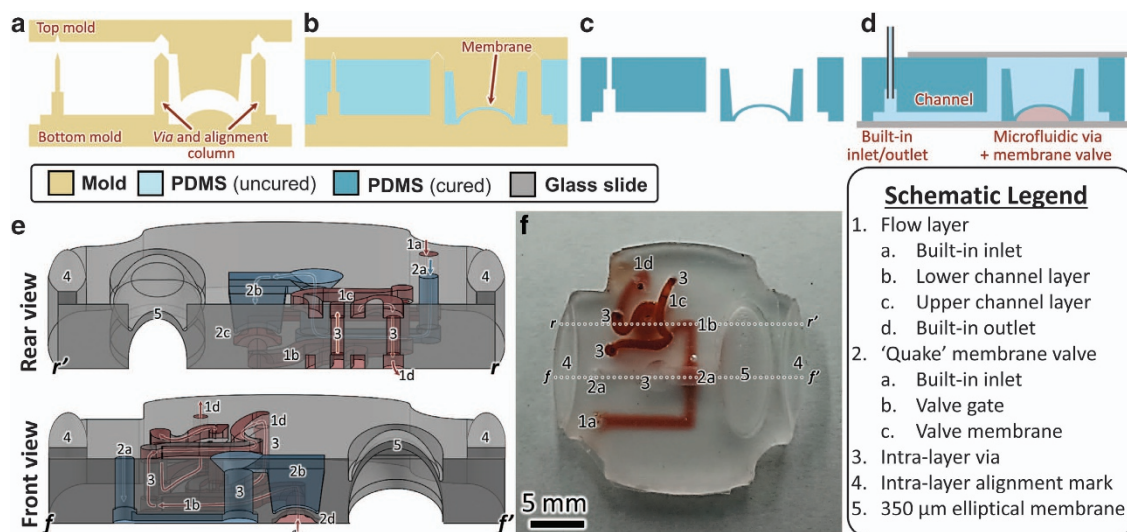 a
Top mold
Bottom mold
Via and alignment
column
b
Membrane
c
d
Channel
Built-in
inlet/outlet
Microfluidic via
+ membrane valve
Mold
PDMS (uncured)
PDMS (cured)
Glass slide
e
Rear view
4
5
2b
2c
1b
1c
3
3
1a
2a
1d
4
r'
r
Front view
4
2a
3
1b
1d
1d
3
3
2b
2d
5
4
f
f'
f
1d
3
1c
3
r
1b
r'
3
4
4
f
2a
3
2a
5
f'
1a
5 mm
Schematic Legend
1. Flow layer
a. Built-in inlet
b. Lower channel layer
c. Upper channel layer
d. Built-in outlet
2. ‘Quake’ membrane valve
a. Built-in inlet
b. Valve gate
c. Valve membrane
3. Intra-layer via
4. Intra-layer alignment mark
5. 350 µm elliptical membrane